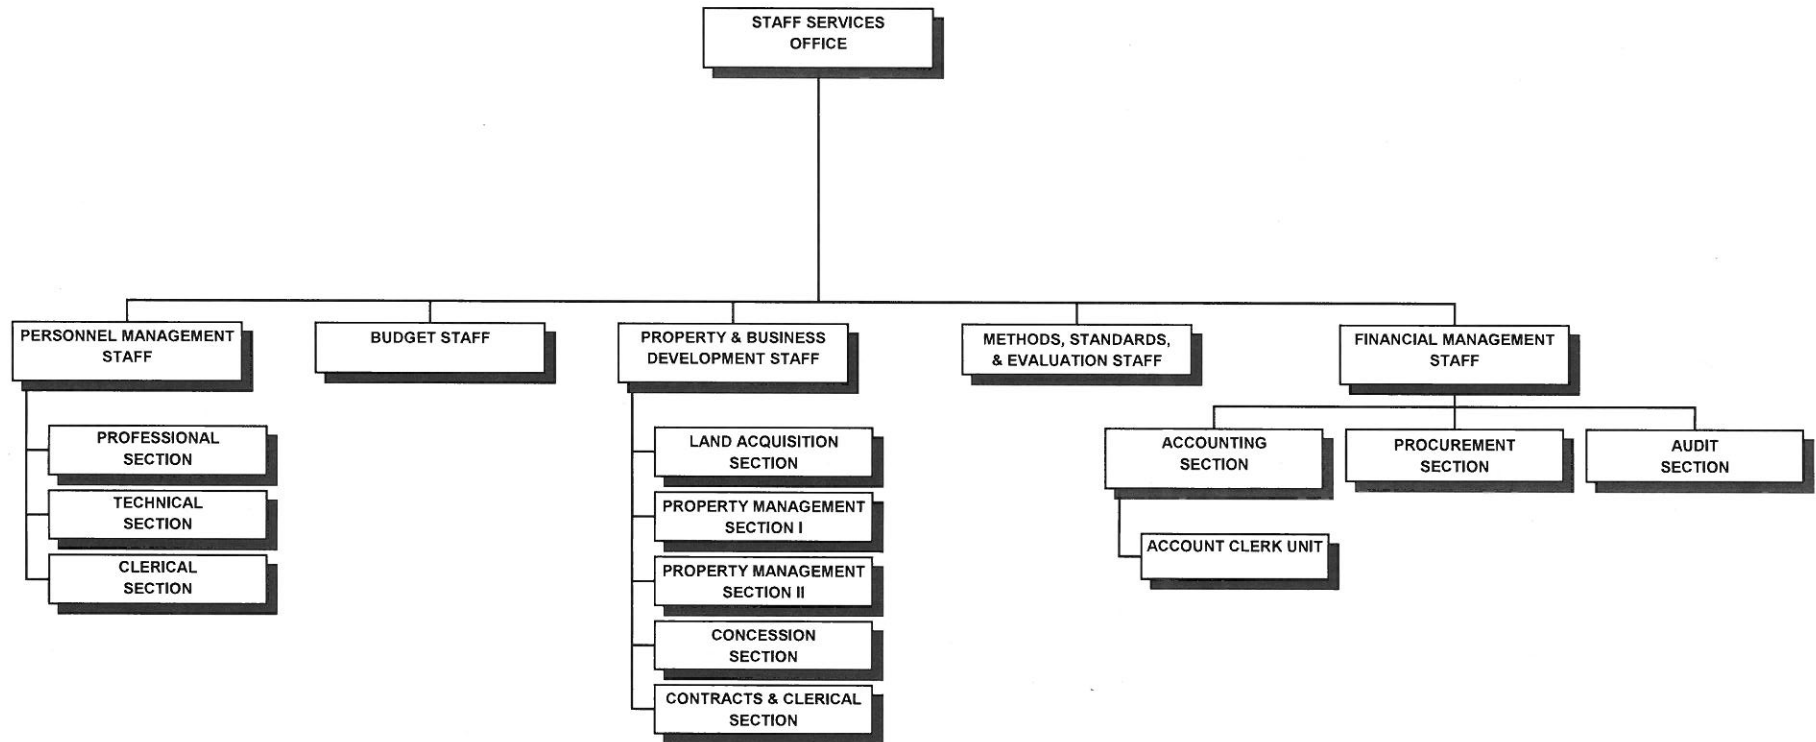 STAFF SERVICES
OFFICE
PERSONNEL MANAGEMENT
STAFF
BUDGET STAFF
PROPERTY & BUSINESS
DEVELOPMENT STAFF
METHODS, STANDARDS,
& EVALUATION STAFF
FINANCIAL MANAGEMENT
STAFF
PROFESSIONAL
SECTION
TECHNICAL
SECTION
CLERICAL
SECTION
LAND ACQUISITION
SECTION
PROPERTY MANAGEMENT
SECTION I
PROPERTY MANAGEMENT
SECTION II
CONCESSION
SECTION
CONTRACTS & CLERICAL
SECTION
ACCOUNTING
SECTION
ACCOUNT CLERK UNIT
PROCUREMENT
SECTION
AUDIT
SECTION